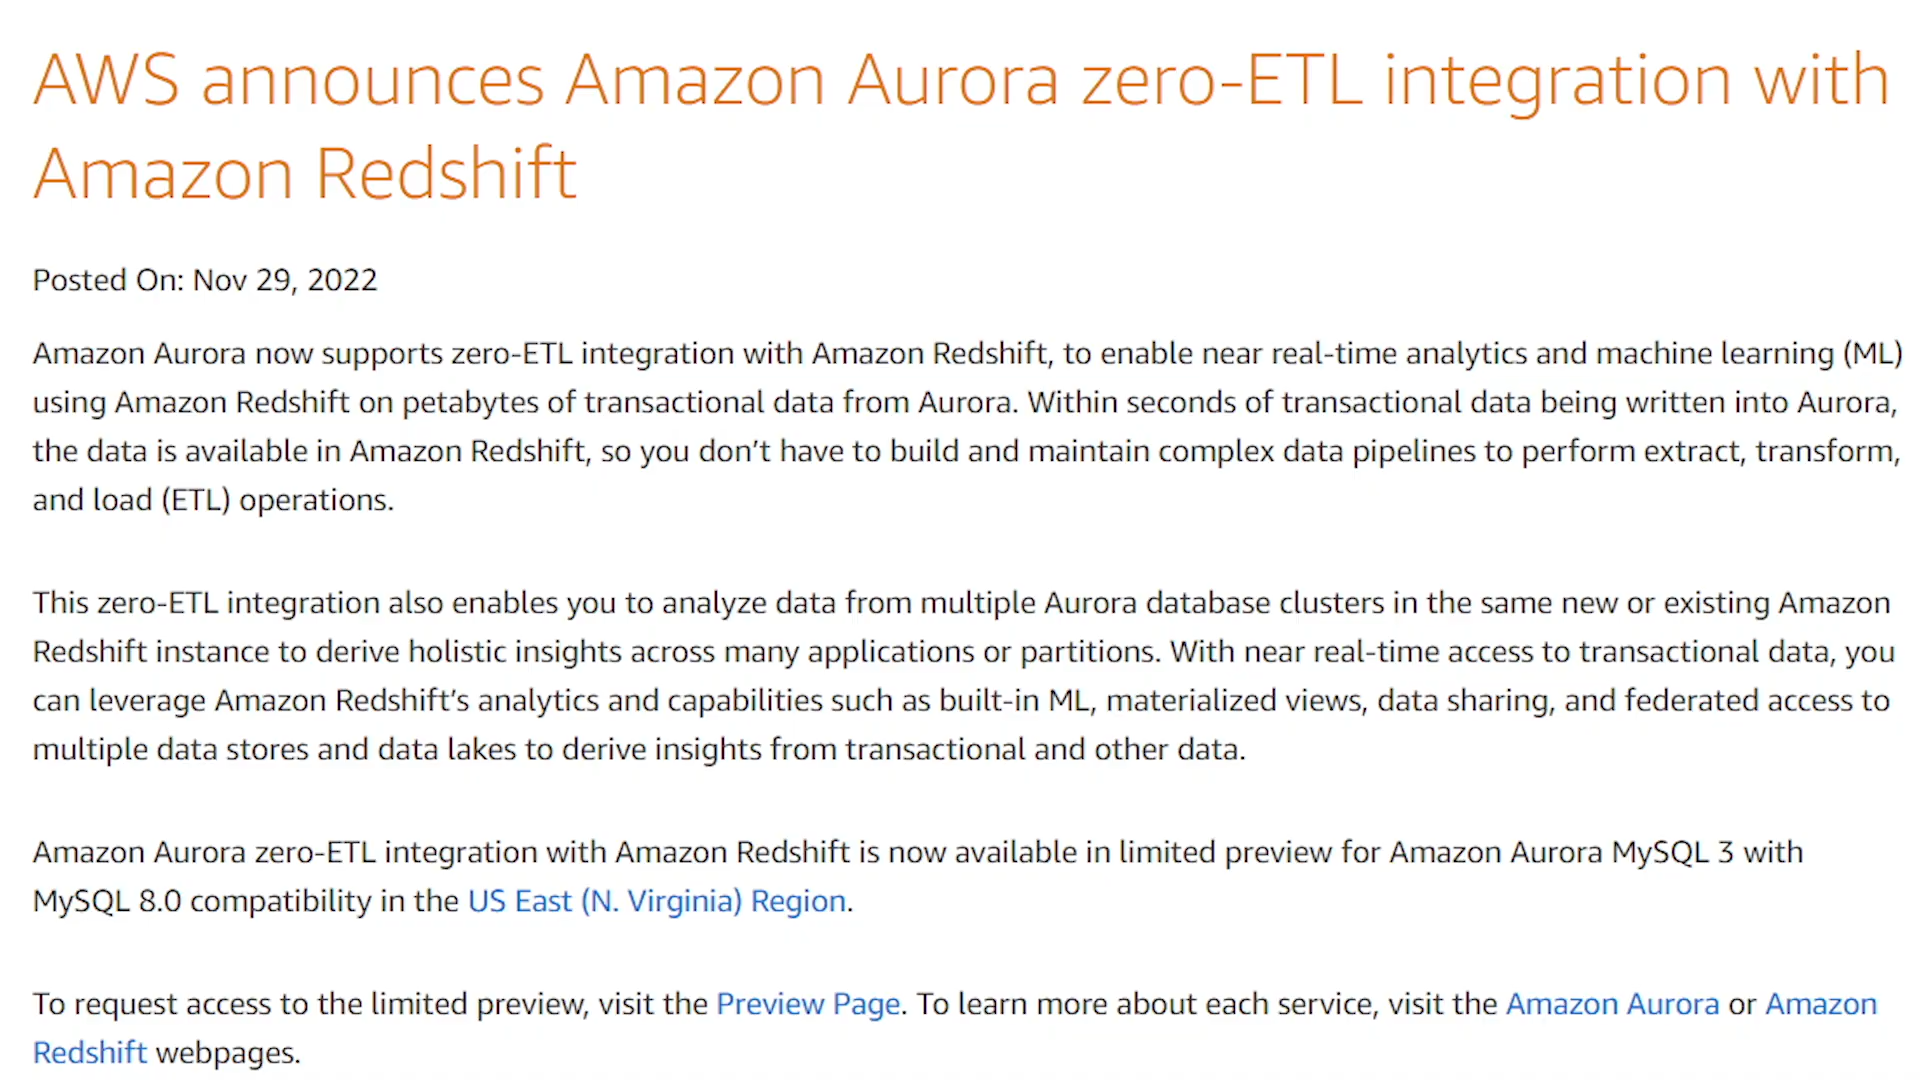 AWS announces Amazon Aurora zero-ETL integration with
Amazon Redshift
Posted On: Nov 29, 2022
Amazon Aurora now supports zero-ETL integration with Amazon Redshift, to enable near real-time analytics and machine learning (ML)
using Amazon Redshift on petabytes of transactional data from Aurora. Within seconds of transactional data being written into Aurora,
the data is available in Amazon Redshift, so you don’t have to build and maintain complex data pipelines to perform extract, transform,
and load (ETL) operations.
This zero-ETL integration also enables you to analyze data from multiple Aurora database clusters in the same new or existing Amazon
Redshift instance to derive holistic insights across many applications or partitions. With near real-time access to transactional data, you
can leverage Amazon Redshift’s analytics and capabilities such as built-in ML, materialized views, data sharing, and federated access to
multiple data stores and data lakes to derive insights from transactional and other data.
Amazon Aurora zero-ETL integration with Amazon Redshift is now available in limited preview for Amazon Aurora MySQL 3 with
MySQL 8.0 compatibility in the US East (N. Virginia) Region.
To request access to the limited preview, visit the Preview Page. To learn more about each service, visit the Amazon Aurora or Amazon
Redshift webpages.